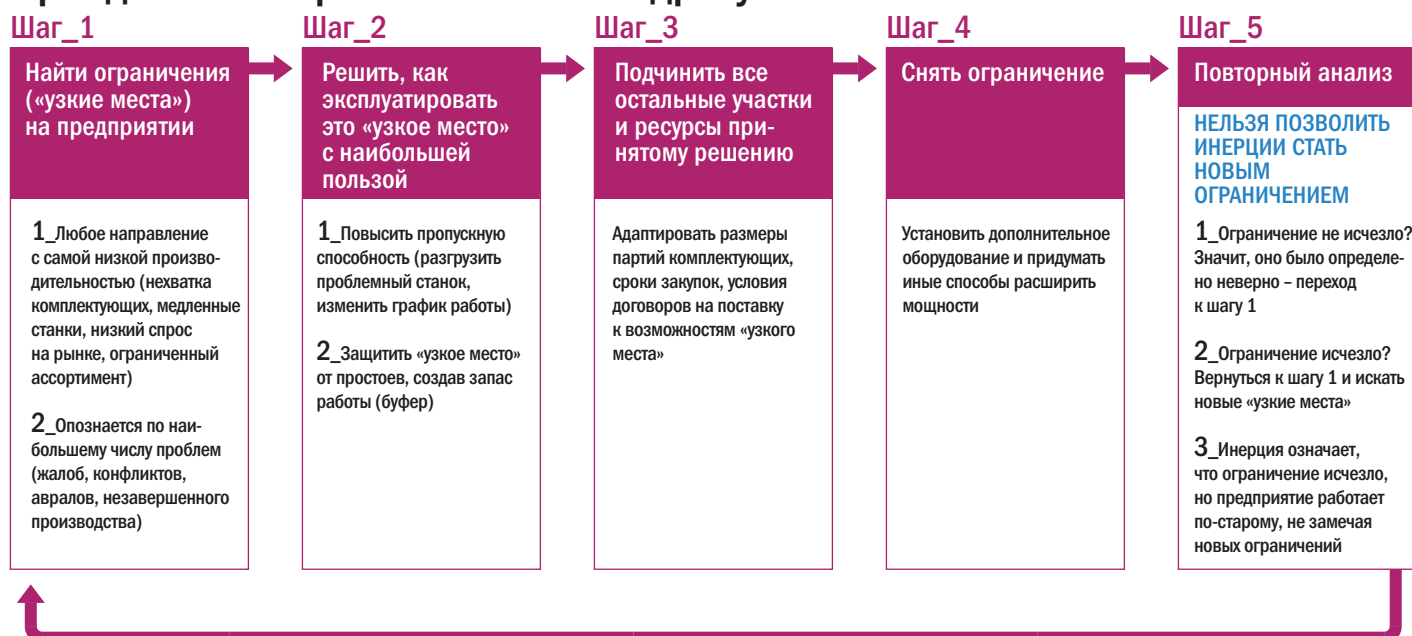 Шаг_1
Найти ограничения
(«узкие места»)
на предприятии
1_Любое направление
с самой низкой произво-
дительностью (нехватка
комплектующих, медленные
станки, низкий спрос
на рынке, ограниченный
ассортимент)
2_Опознается по наи-
большему числу проблем
(жалоб, конфликтов,
авралов, незавершенного
производства)
Шаг_2
Решить, как
эксплуатировать
это «узкое место»
с наибольшей
пользой
1_Повысить пропускную
способность (разгрузить
проблемный станок,
изменить график работы)
2_Защитить «узкое место»
от простоев, создав запас
работы (буфер)
Шаг_3
Подчинить все
остальные участки
и ресурсы при-
нятому решению
Адаптировать размеры
партий комплектующих,
сроки закупок, условия
договоров на поставку
к возможностям «узкого
места»
Шаг_4
Снять ограничение
Установить дополнительное
оборудование и придумать
иные способы расширить
мощности
Шаг_5
Повторный анализ
НЕЛЬЗЯ ПОЗВОЛИТЬ
ИНЕРЦИИ СТАТЬ
НОВЫМ
ОГРАНИЧЕНИЕМ
1_Ограничение не исчезло?
Значит, оно было определе-
но неверно – переход
к шагу 1
2_Ограничение исчезло?
Вернуться к шагу 1 и искать
новые «узкие места»
3_Инерция означает,
что ограничение исчезло,
но предприятие работает
по-старому, не замечая
новых ограничений